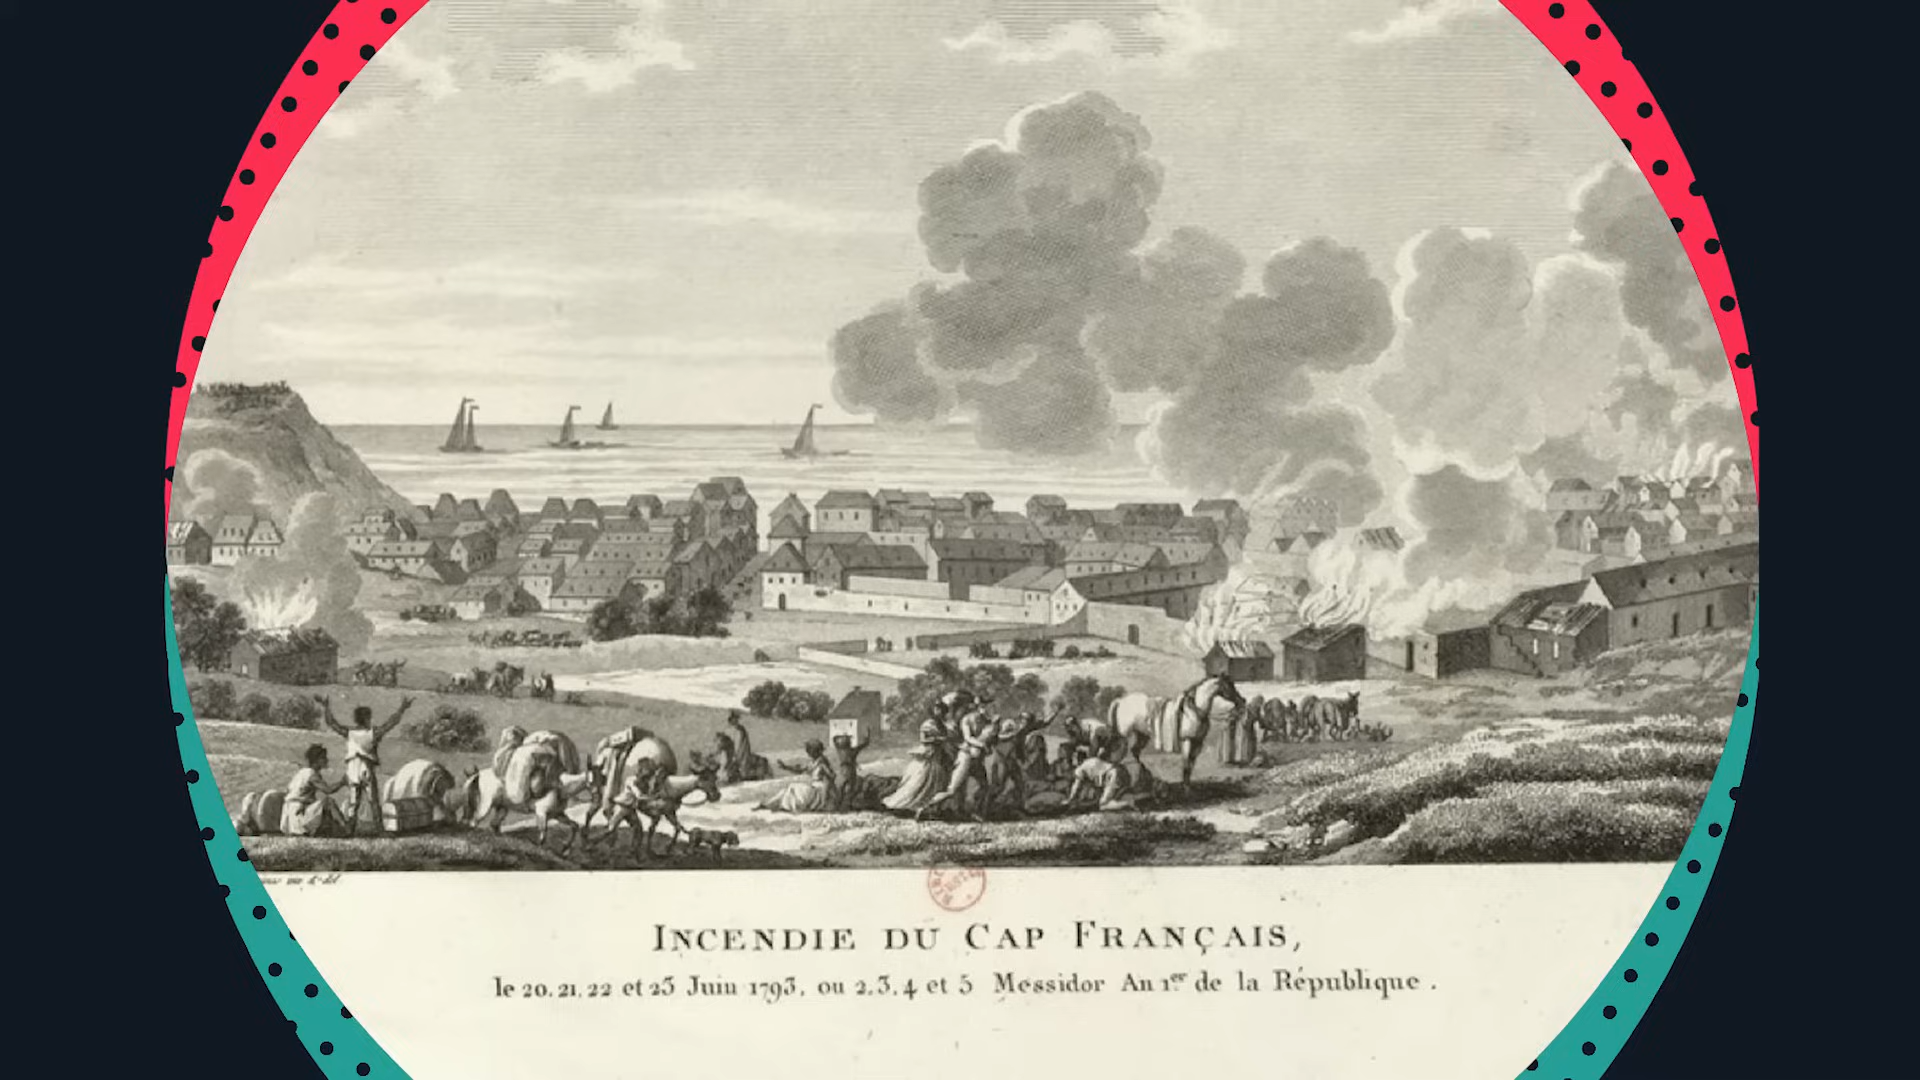 INCENDIE DU CAP FRANÇAIS,
le 20. 21. 22 et 23 Juin 1793, ou 2. 3. 4 et 5 Messidor An 1er de la République.